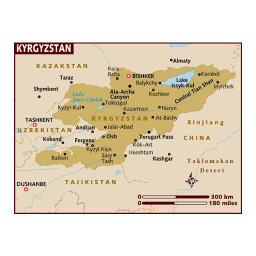 KYRGYZSTAN
KAZAKSTAN
Almaty
Taraz
Kara-
Balta
BISHKEK
Lake
Issyk-Kul
Karakol
Balykchy
Shymkent
Ala-Archa
Canyon
Central Tian Shan
Inylchek
Lake
Sary-Chelek
Kochkor
Toktogul
Kyzyl-Kul
Kazarman
Naryn
TASHKENT
KYRGYZSTAN
At-Bashy
UZBEKISTAN
Andijan
Jalal-Abad
Xinjiang
Osh
Torugart Pass
CHINA
Kokand
Fergana
Kyzyl Kiya
Kök-Art
Batken
Sary
Tash
Irkeshtam
Kashgar
Taklamakan
Desert
TAJIKISTAN
DUSHANBE
N
0
300 km
0
180 miles